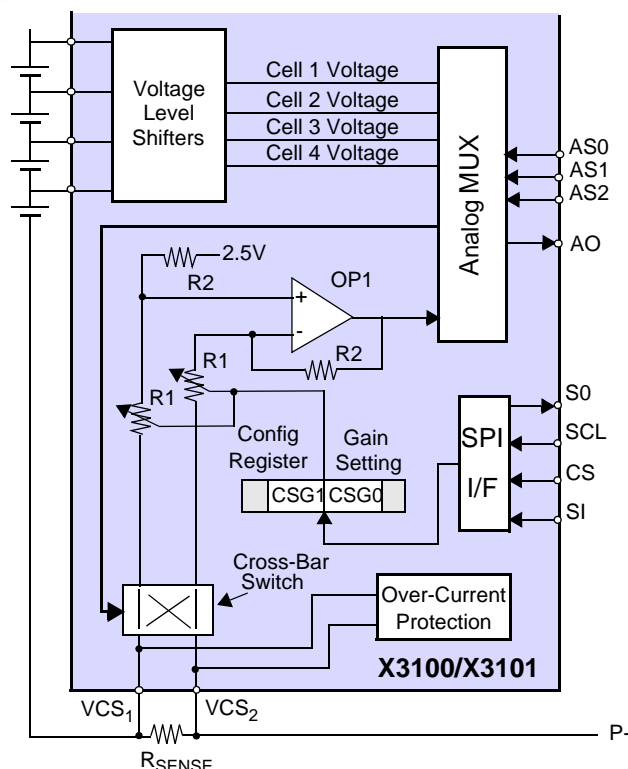 Voltage
Level
Shifters
Cell 1 Voltage
Cell 2 Voltage
Cell 3 Voltage
Cell 4 Voltage
Analog MUX
AS0
AS1
AS2
AO
2.5V
R2
OP1
+
-
R2
R1
R1
Config
Register
Gain
Setting
CSG1 CSG0
SPI
I/F
S0
SCL
CS
SI
Cross-Bar
Switch
Over-Current
Protection
X3100/X3101
VCS1
VCS2
P-
RSENSE